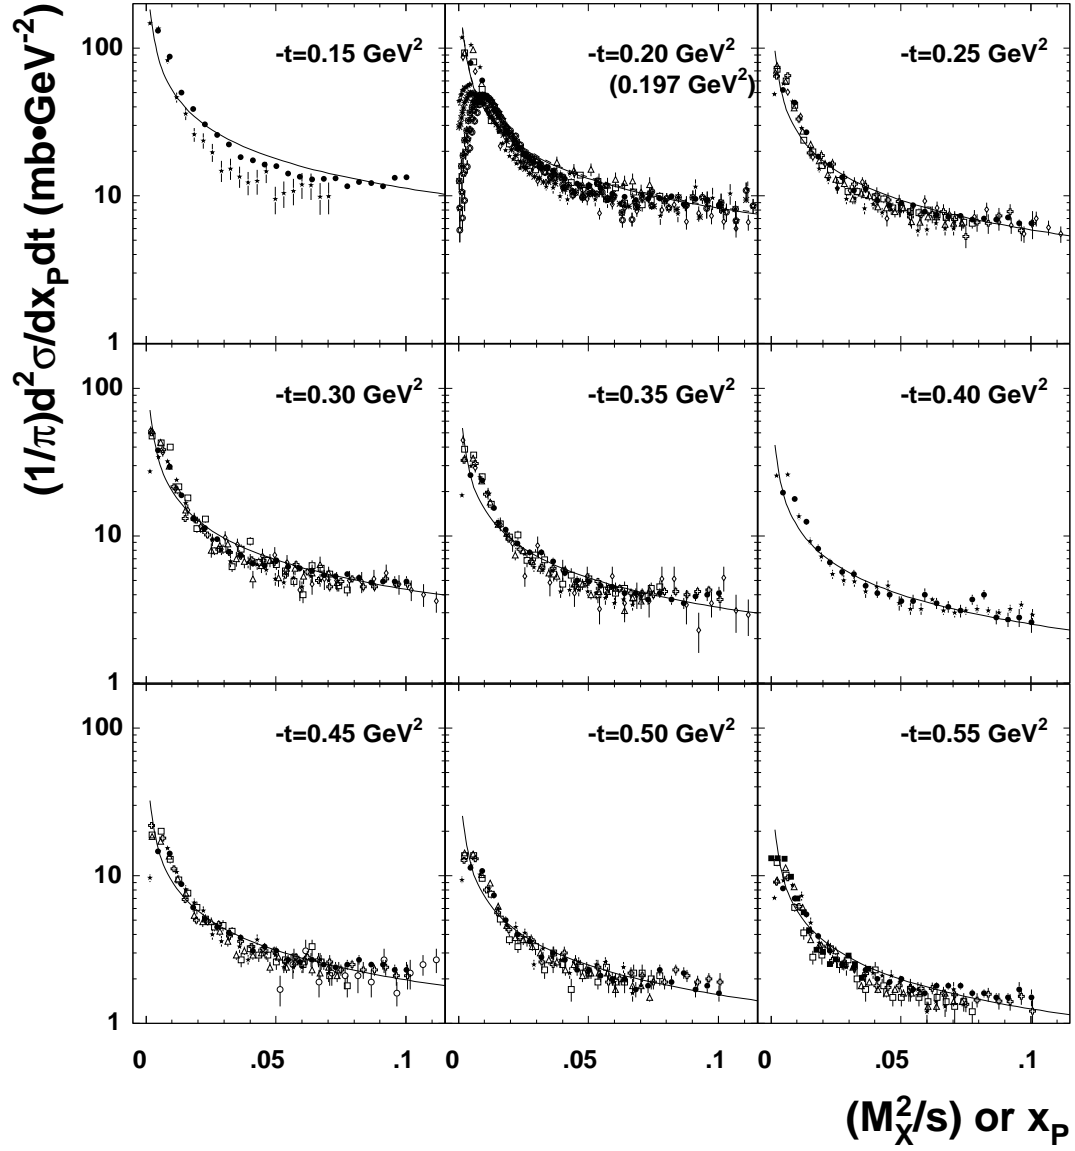 (1/π)d²σ/dx_P dt (mb•GeV⁻²)
-t=0.15 GeV²
-t=0.20 GeV²
(0.197 GeV²)
-t=0.25 GeV²
100
10
1
-t=0.30 GeV²
-t=0.35 GeV²
-t=0.40 GeV²
100
10
1
-t=0.45 GeV²
-t=0.50 GeV²
-t=0.55 GeV²
100
10
1
0 .05 .1 0 .05 .1 0 .05 .1
(M_X²/s) or x_P